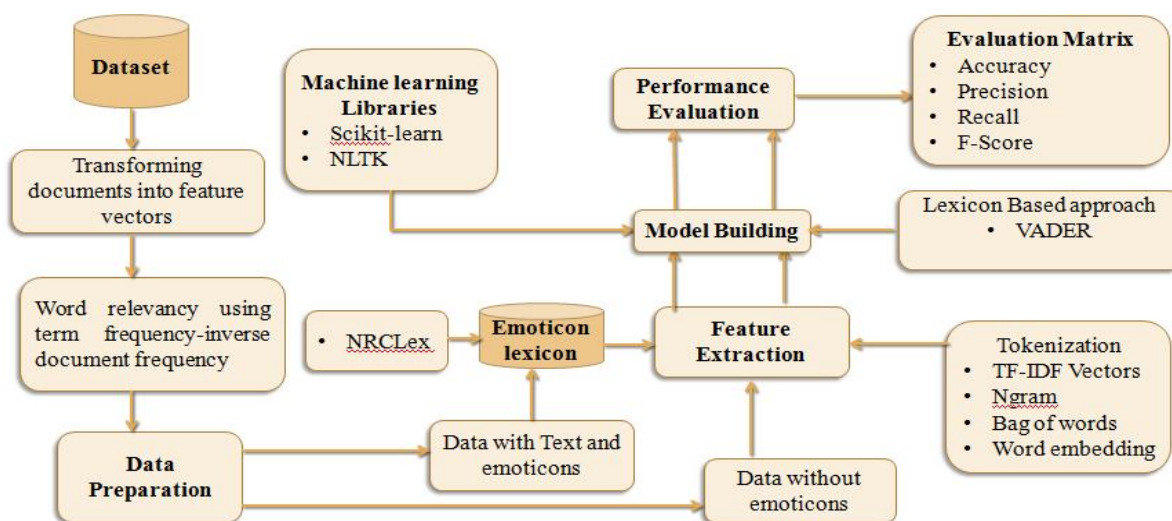 Dataset
Transforming
documents into feature
vectors
Word relevancy using
term frequency-inverse
document frequency
Data
Preparation
Machine learning
Libraries
• Scikit-learn
• NLTK
• NRCLex
Emoticon
lexicon
Data with Text and
emoticons
Performance
Evaluation
Model Building
Feature
Extraction
Data without
emoticons
Evaluation Matrix
• Accuracy
• Precision
• Recall
• F-Score
Lexicon Based approach
• VADER
Tokenization
• TF-IDF Vectors
• Ngram
• Bag of words
• Word embedding